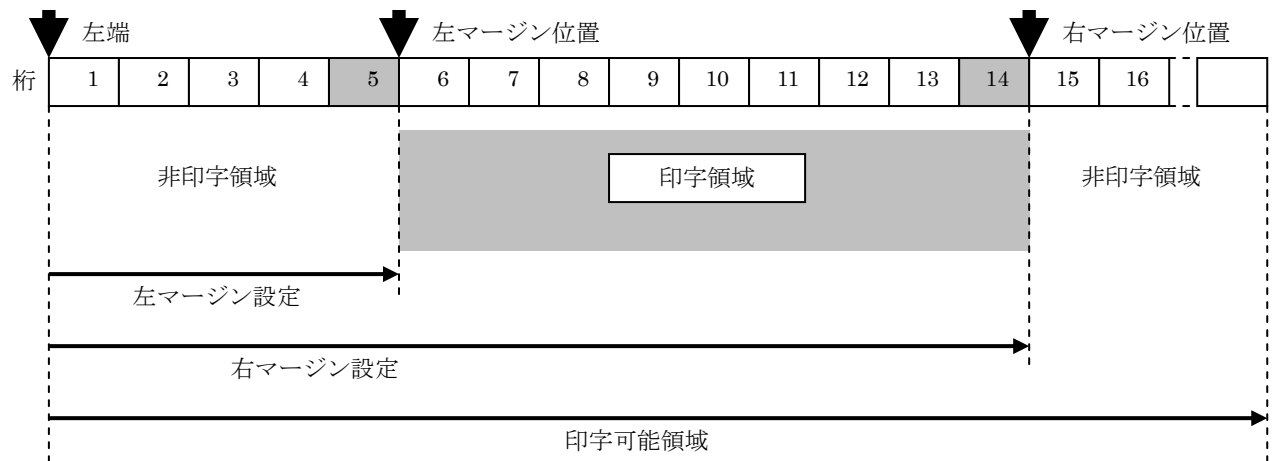 左端 左マージン位置 右マージン位置
桁 1 2 3 4 5 6 7 8 9 10 11 12 13 14 15 16
非印字領域 印字領域 非印字領域
左マージン設定
右マージン設定
印字可能領域